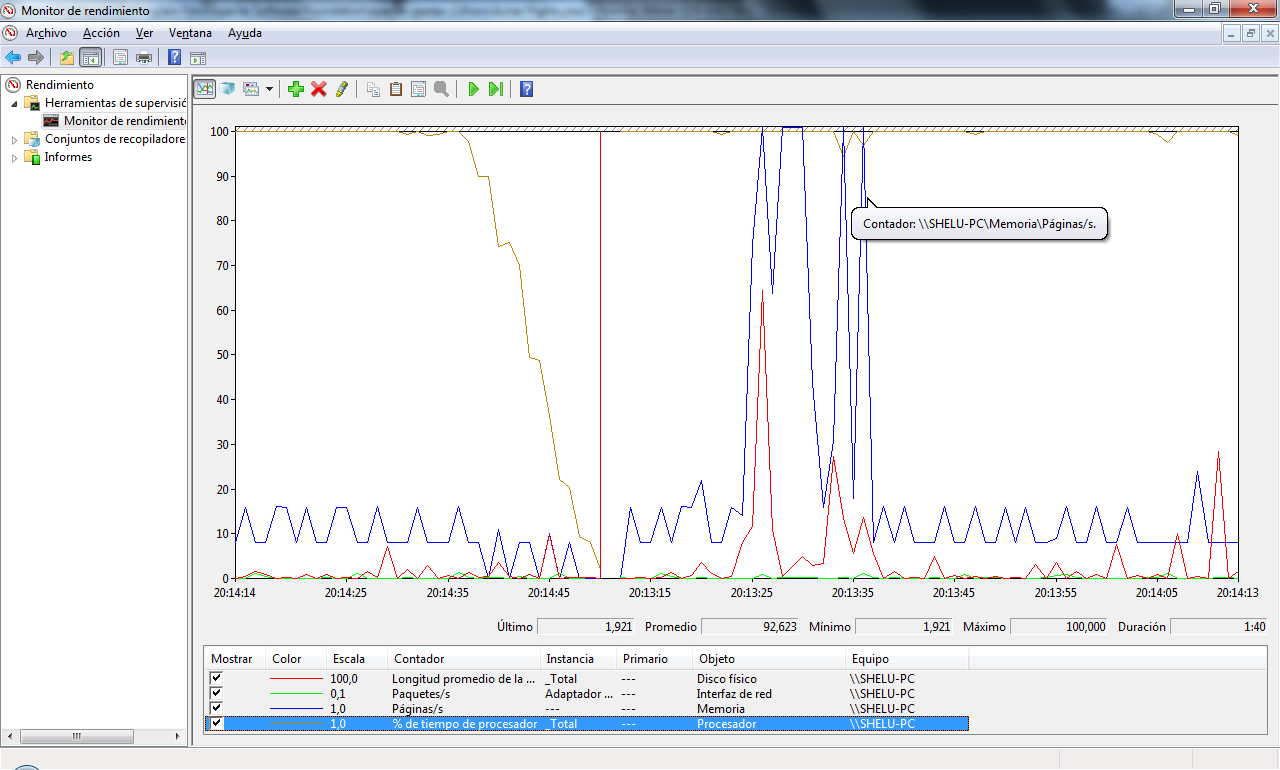 Monitor de rendimiento
Archivo Acción Ver Ventana Ayuda
Rendimiento
Herramientas de supervisió
Monitor de rendimiento
Conjuntos de recopiladore
Informes
100
90
80
70
60
50
40
30
20
10
0
Contador: \\SHELU-PC\Memoria\Páginas/s.
20:14:14 20:14:25 20:14:35 20:14:45 20:13:15 20:13:25 20:13:35 20:13:45 20:13:55 20:14:05 20:14:13
Último 1,921 Promedio 92,623 Mínimo 1,921 Máximo 100,000 Duración 1:40
Mostrar Color Escala Contador Instancia Primario Objeto Equipo
100,0 Longitud promedio de la ... _Total --- Disco físico \\SHELU-PC
0,1 Paquetes/s Adaptador ... --- Interfaz de red \\SHELU-PC
1,0 Páginas/s --- --- Memoria \\SHELU-PC
1,0 % de tiempo de procesador _Total --- Procesador \\SHELU-PC